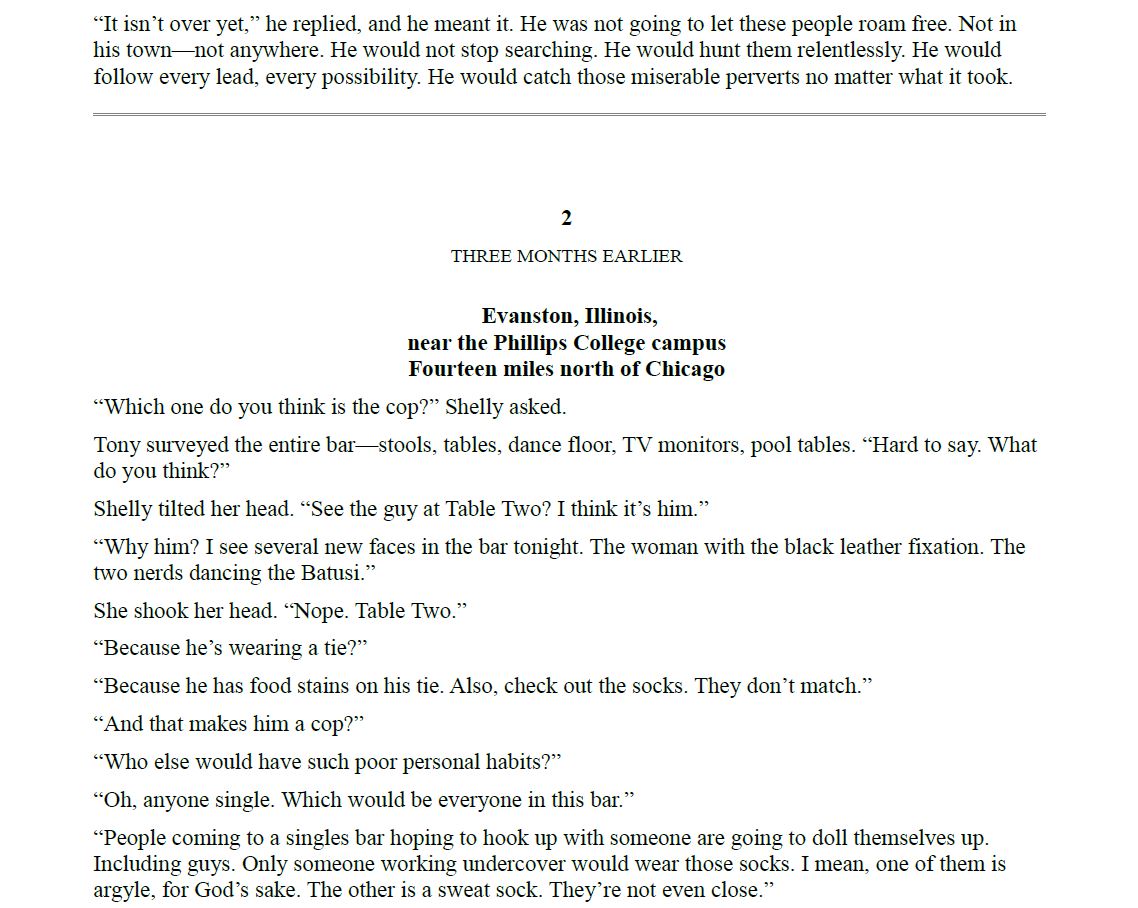 “It isn’t over yet,” he replied, and he meant it. He was not going to let these people roam free. Not in
his town—not anywhere. He would not stop searching. He would hunt them relentlessly. He would
follow every lead, every possibility. He would catch those miserable perverts no matter what it took.
2
THREE MONTHS EARLIER
Evanston, Illinois,
near the Phillips College campus
Fourteen miles north of Chicago
“Which one do you think is the cop?” Shelly asked.
Tony surveyed the entire bar—stools, tables, dance floor, TV monitors, pool tables. “Hard to say. What
do you think?”
Shelly tilted her head. “See the guy at Table Two? I think it’s him.”
“Why him? I see several new faces in the bar tonight. The woman with the black leather fixation. The
two nerds dancing the Batusi.”
She shook her head. “Nope. Table Two.”
“Because he’s wearing a tie?”
“Because he has food stains on his tie. Also, check out the socks. They don’t match.”
“And that makes him a cop?”
“Who else would have such poor personal habits?”
“Oh, anyone single. Which would be everyone in this bar.”
“People coming to a singles bar hoping to hook up with someone are going to doll themselves up.
Including guys. Only someone working undercover would wear those socks. I mean, one of them is
argyle, for God’s sake. The other is a sweat sock. They’re not even close.”